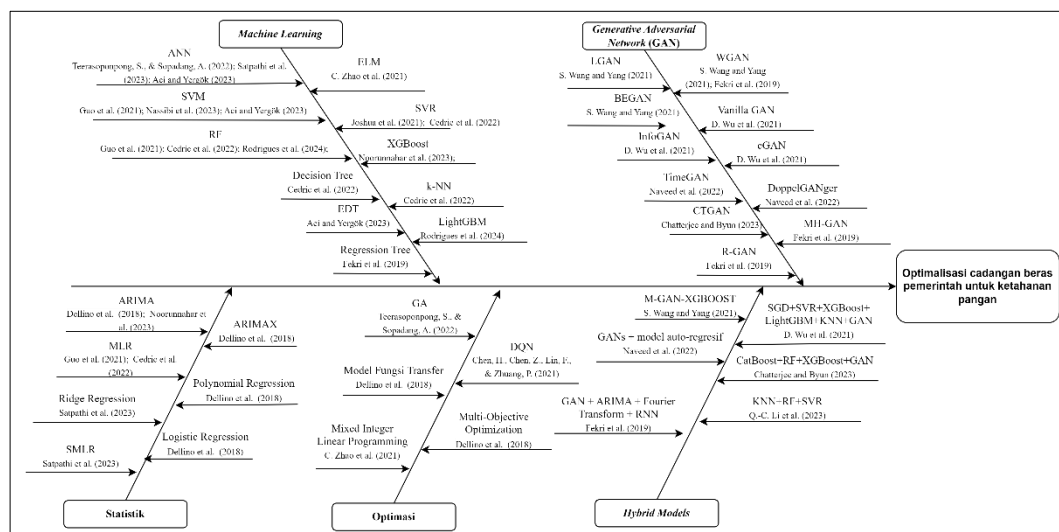 Machine Learning
ANN
Teerasoponpong, S., & Sopadang, A. (2022); Satpathi et al.
(2023); Aci and Yergök (2023)
ELM
C. Zhao et al. (2021)
SVM
Guo et al. (2021); Nassibi et al. (2023); Aci and Yergök (2023)
SVR
Joshua et al. (2021); Cedric et al. (2022)
RF
Guo et al. (2021); Cedric et al. (2022); Rodrigues et al. (2024);
XGBoost
Noorunnahar et al. (2023);
Decision Tree
Cedric et al. (2022)
k-NN
Cedric et al. (2022)
EDT
Aci and Yergök (2023)
LightGBM
Rodrigues et al. (2024)
Regression Tree
Fekri et al. (2019)
Generative Adversarial
Network (GAN)
LGAN
S. Wang and Yang (2021)
WGAN
S. Wang and Yang
(2021); Fekri et al. (2019)
BEGAN
S. Wang and Yang (2021)
Vanilla GAN
D. Wu et al. (2021)
InfoGAN
D. Wu et al. (2021)
cGAN
D. Wu et al. (2021)
TimeGAN
Naveed et al. (2022)
DoppelGANger
Naveed et al. (2022)
CTGAN
Chatterjee and Byun (2023)
MH-GAN
Fekri et al. (2019)
R-GAN
Fekri et al. (2019)
Optimalisasi cadangan beras
pemerintah untuk ketahanan
pangan
ARIMA
Dellino et al. (2018); Noorunnahar et
al. (2023)
ARIMAX
Dellino et al. (2018)
MLR
Guo et al. (2021); Cedric et al
(2022)
Polynomial Regression
Dellino et al. (2018)
Ridge Regression
Satpathi et al. (2023)
Logistic Regression
Dellino et al. (2018)
SMLR
Satpathi et al. (2023)
Statistik
GA
Teerasoponpong, S., &
Sopadang, A. (2022)
DQN
Chen, H., Chen, Z., Lin, F.,
& Zhuang, P. (2021)
Model Fungsi Transfer
Dellino et al. (2018)
Multi-Objective
Optimization
Dellino et al. (2018)
Mixed Integer
Linear Programming
C. Zhao et al. (2021)
Optimasi
M-GAN-XGBOOST
S. Wang and Yang (2021)
SGD+SVR+XGBoost+
LightGBM+KNN+GAN
D. Wu et al. (2021)
GANs + model auto-regresif
Naveed et al. (2022)
CatBoost+RF+XGBoost+GAN
Chatterjee and Byun (2023)
GAN + ARIMA + Fourier
Transform + RNN
Fekri et al. (2019)
KNN+RF+SVR
Q.-C. Li et al. (2023)
Hybrid Models